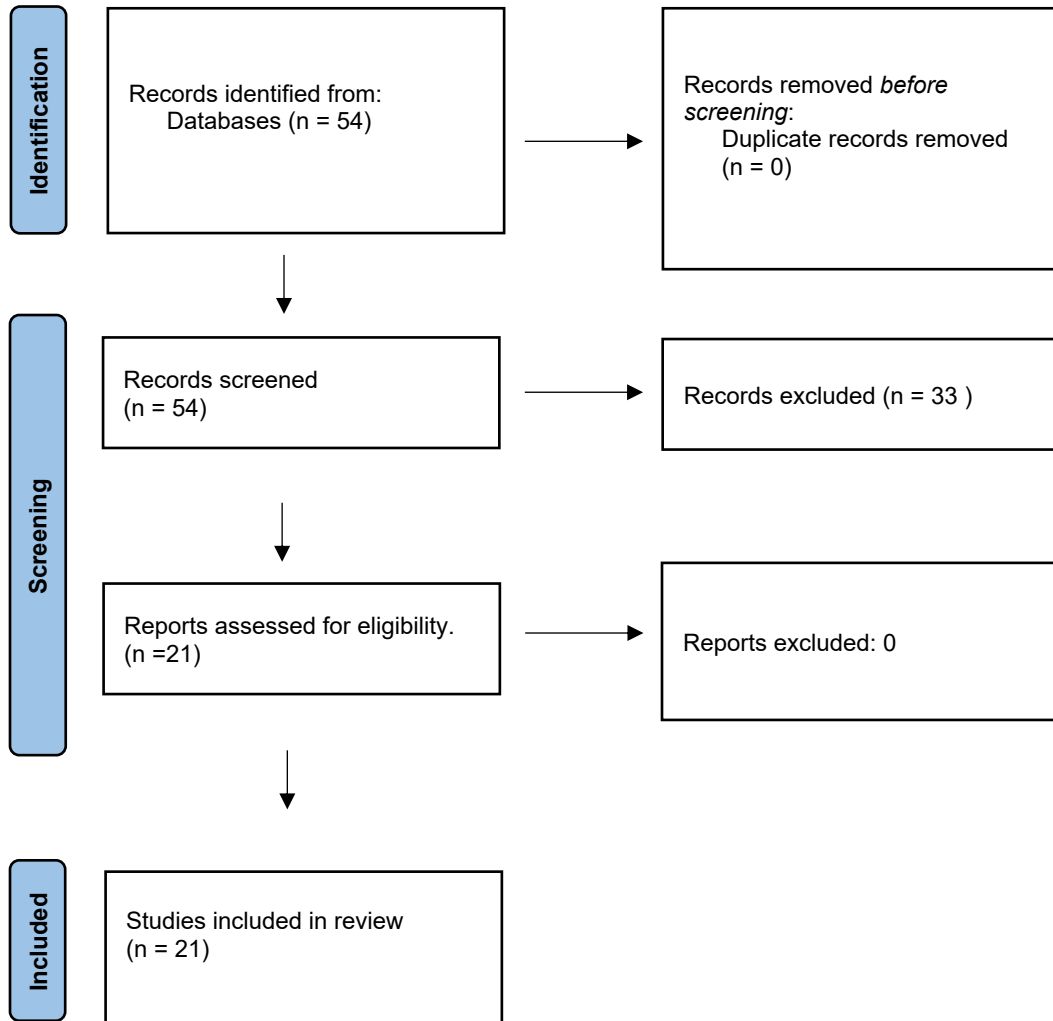 Identification
Records identified from:
Databases (n = 54)
Records removed before
screening:
Duplicate records removed
(n = 0)
Screening
Records screened
(n = 54)
Records excluded (n = 33 )
Reports assessed for eligibility.
(n =21)
Reports excluded: 0
Included
Studies included in review
(n = 21)